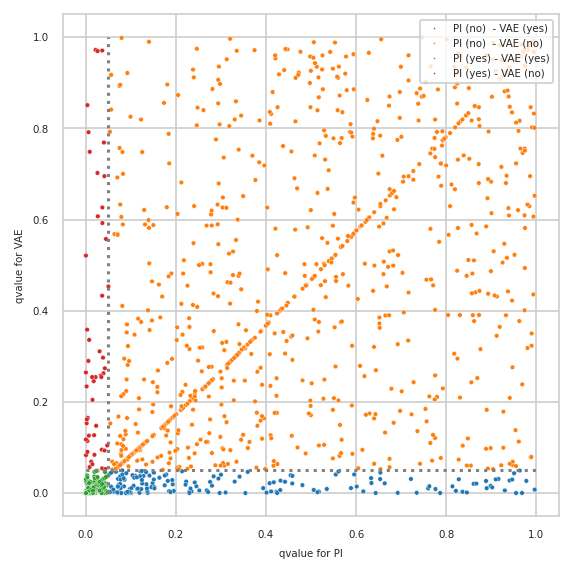 PI (no)  - VAE (yes)
PI (no)  - VAE (no)
PI (yes) - VAE (yes)
PI (yes) - VAE (no)
qvalue for VAE
1.0
0.8
0.6
0.4
0.2
0.0
0.0 0.2 0.4 0.6 0.8 1.0
qvalue for PI